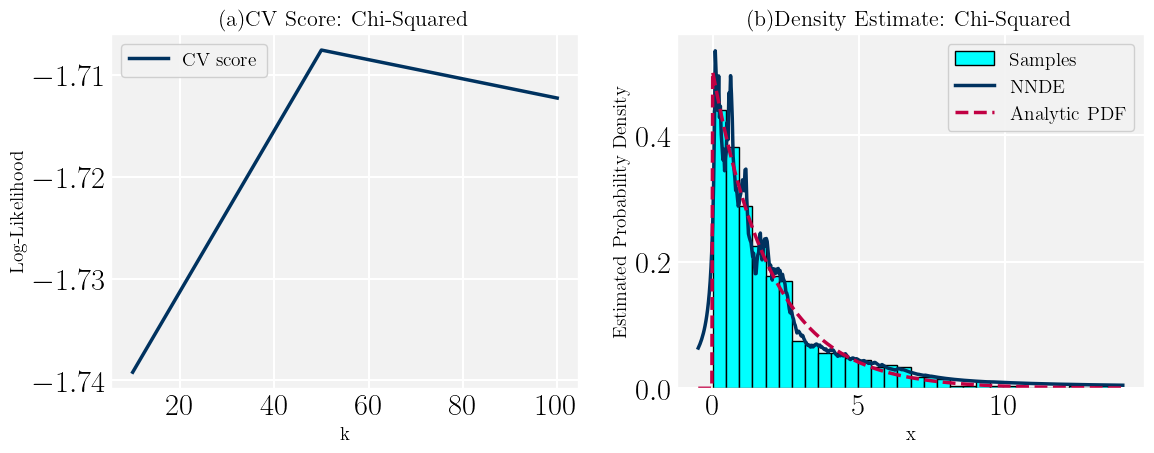 (a)CV Score: Chi-Squared
CV score
−1.71
−1.72
−1.73
−1.74
Log-Likelihood
20
40
60
80
100
k
(b)Density Estimate: Chi-Squared
Samples
NNDE
Analytic PDF
0.4
0.2
0.0
Estimated Probability Density
0
5
10
x